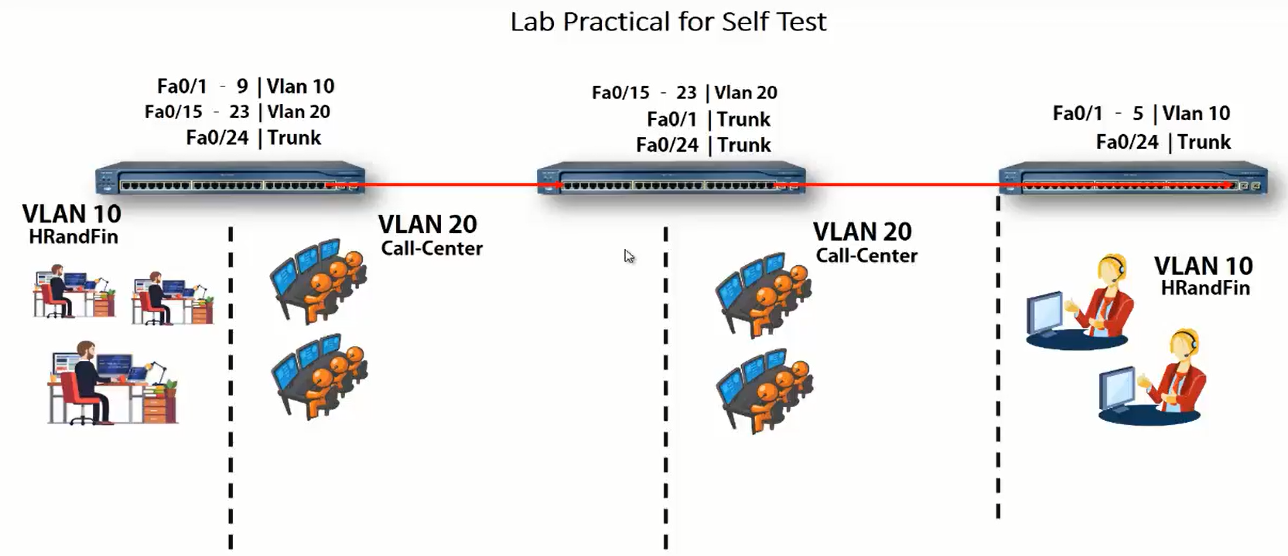 Lab Practical for Self Test
Fa0/1 - 9 | Vlan 10
Fa0/15 - 23 | Vlan 20
Fa0/24 | Trunk
Fa0/15 - 23 | Vlan 20
Fa0/1 | Trunk
Fa0/24 | Trunk
Fa0/1 - 5 | Vlan 10
Fa0/24 | Trunk
VLAN 10
HRandFin
VLAN 20
Call-Center
VLAN 20
Call-Center
VLAN 10
HRandFin